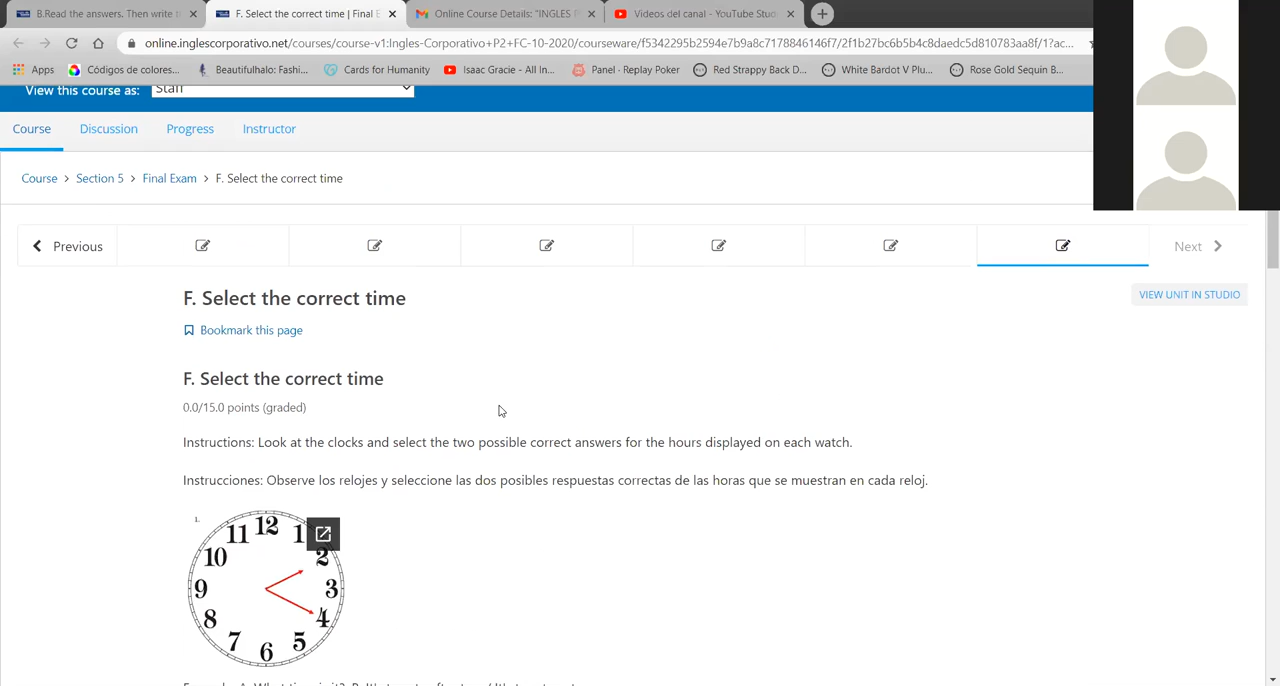 B.Read the answers. Then write t
F. Select the correct time | Final E
Online Course Details: "INGLES P
Videos del canal - YouTube Stud
online.inglescorporativo.net/courses/course-v1:Ingles-Corporativo+P2+FC-10-2020/courseware/f5342295b2594e7b9a8c7178846146f7/2f1b27bc6b5b4c8daedc5d810783aa8f/1?ac...
Apps
Códigos de colores...
Beautifulhalo: Fashi...
Cards for Humanity
Isaac Gracie - All In...
Panel · Replay Poker
Red Strappy Back D...
White Bardot V Plu...
Rose Gold Sequin B...
View this course as:
Staff
Course
Discussion
Progress
Instructor
Course > Section 5 > Final Exam > F. Select the correct time
Previous
Next
F. Select the correct time
VIEW UNIT IN STUDIO
Bookmark this page
F. Select the correct time
0.0/15.0 points (graded)
Instructions: Look at the clocks and select the two possible correct answers for the hours displayed on each watch.
Instrucciones: Observe los relojes y seleccione las dos posibles respuestas correctas de las horas que se muestran en cada reloj.
1.
12
11 1
10 2
9 3
8 4
7 5
6